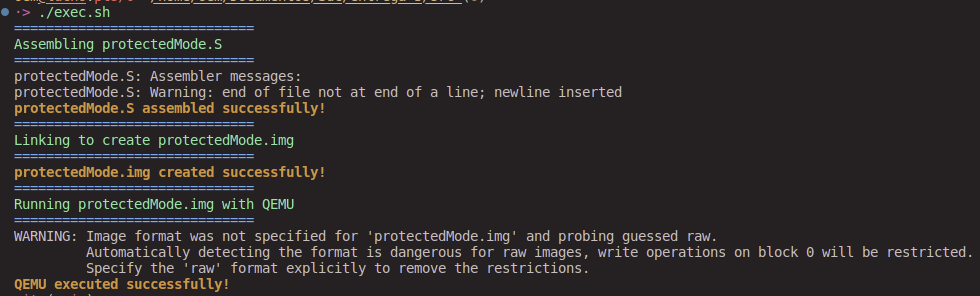 ·> ./exec.sh
==============================
Assembling protectedMode.S
==============================
protectedMode.S: Assembler messages:
protectedMode.S: Warning: end of file not at end of a line; newline inserted
protectedMode.S assembled successfully!
==============================
Linking to create protectedMode.img
==============================
protectedMode.img created successfully!
==============================
Running protectedMode.img with QEMU
==============================
WARNING: Image format was not specified for 'protectedMode.img' and probing guessed raw.
Automatically detecting the format is dangerous for raw images, write operations on block 0 will be restricted.
Specify the 'raw' format explicitly to remove the restrictions.
QEMU executed successfully!